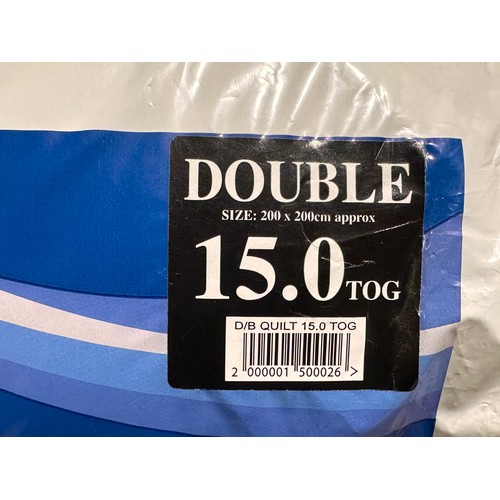 DOUBLE
SIZE: 200 x 200cm approx
15.0 TOG
D/B QUILT 15.0 TOG
2 000001 500026 >